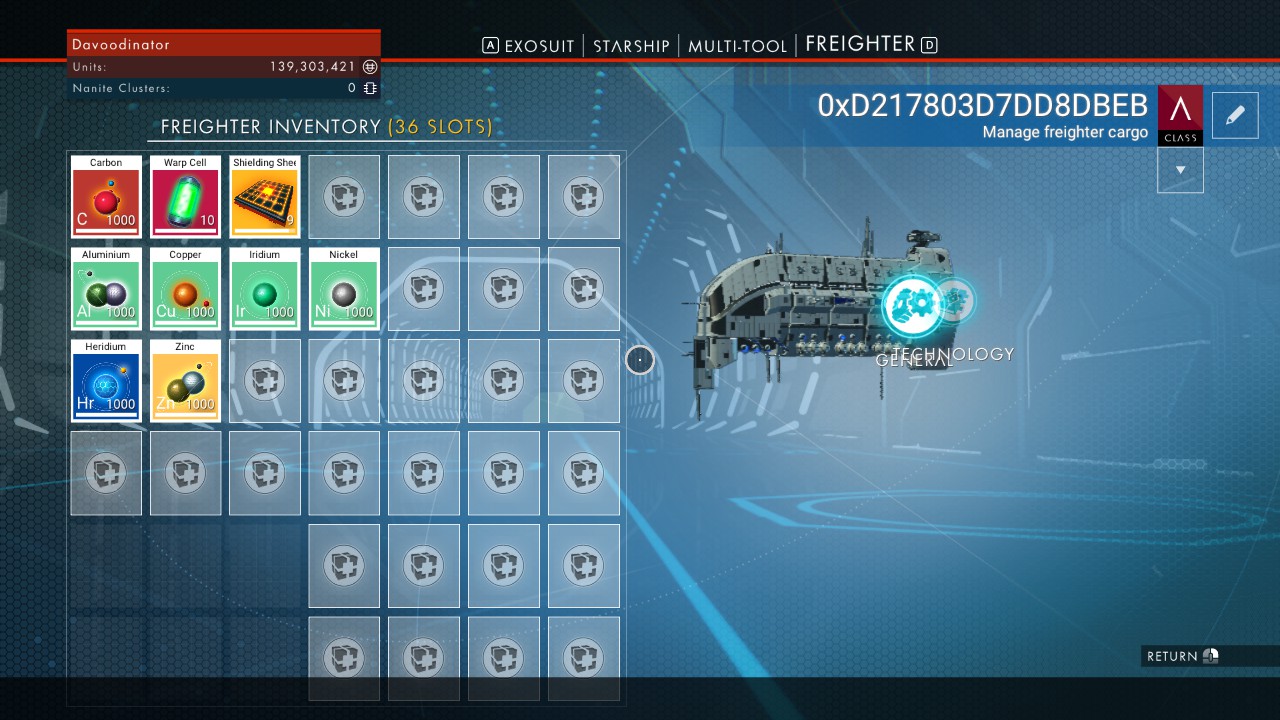 Davoodinator
Units: 139,303,421
Nanite Clusters: 0
A EXOSUIT STARSHIP MULTI-TOOL FREIGHTER D
FREIGHTER INVENTORY (36 SLOTS)
0xD217803D7DD8DBEB
Manage freighter cargo
CLASS
Carbon Warp Cell Shielding Shee
C 1000 10 9
Aluminium Copper Iridium Nickel
Al 1000 Cu 1000 Ir 1000 Ni 1000
Heridium Zinc
Hr 1000 Zn 1000
TECHNOLOGY
GENERAL
RETURN